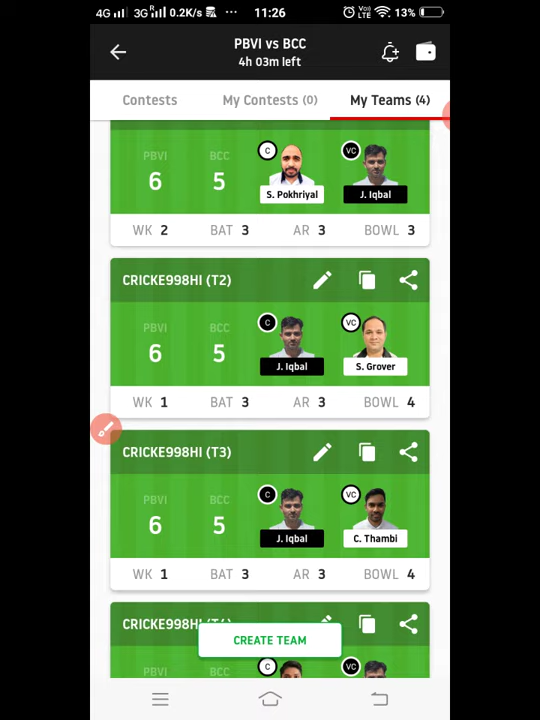 4G 3G R 0.2K/s ... 11:26 VoD LTE 13%
PBVI vs BCC
4h 03m left
Contests My Contests (0) My Teams (4)
PBVI BCC C VC
6 5
S. Pokhriyal J. Iqbal
WK 2 BAT 3 AR 3 BOWL 3
CRICKE998HI (T2)
PBVI BCC C VC
6 5
J. Iqbal S. Grover
WK 1 BAT 3 AR 3 BOWL 4
CRICKE998HI (T3)
PBVI BCC C VC
6 5
J. Iqbal C. Thambi
WK 1 BAT 3 AR 3 BOWL 4
CREATE TEAM
PBVI BCC C VC